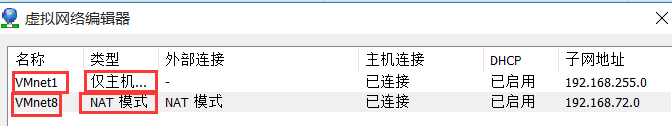 虚拟网络编辑器
名称 类型 外部连接 主机连接 DHCP 子网地址
VMnet1 仅主机... - 已连接 已启用 192.168.255.0
VMnet8 NAT 模式 NAT 模式 已连接 已启用 192.168.72.0